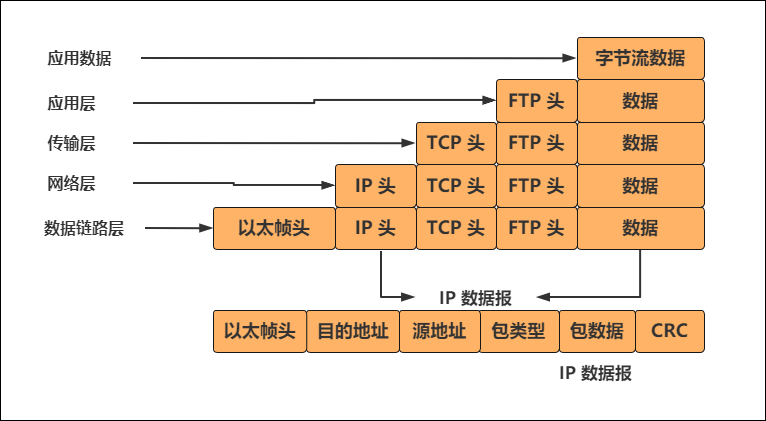 应用数据 字节流数据
应用层 FTP 头 数据
传输层 TCP 头 FTP 头 数据
网络层 IP 头 TCP 头 FTP 头 数据
数据链路层 以太帧头 IP 头 TCP 头 FTP 头 数据
IP 数据报
以太帧头 目的地址 源地址 包类型 包数据 CRC
IP 数据报